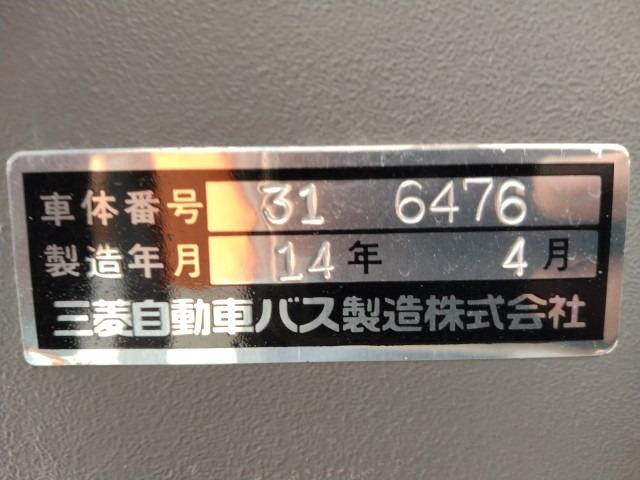 車体番号 31 6476
製造年月 14年 4月
三菱自動車バス製造株式会社